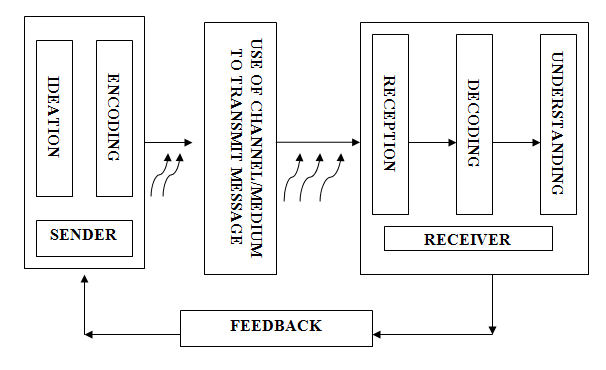 IDEATION
ENCODING
SENDER
USE OF CHANNEL/MEDIUM
TO TRANSMIT MESSAGE
RECEPTION
DECODING
UNDERSTANDING
RECEIVER
FEEDBACK